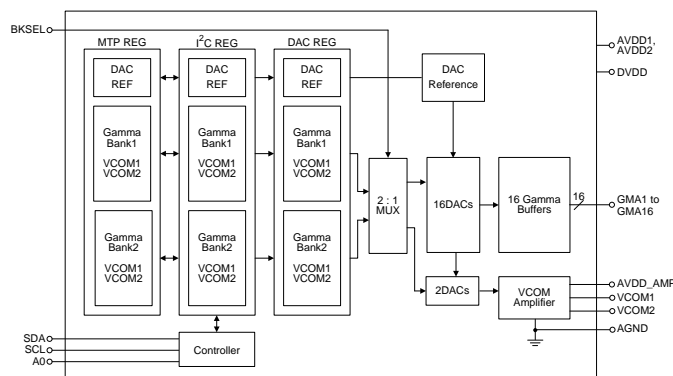 BKSEL
MTP REG
I2C REG
DAC REG
AVDD1,
AVDD2
DVDD
DAC
REF
DAC
REF
DAC
REF
DAC
Reference
Gamma
Bank1
VCOM1
VCOM2
Gamma
Bank1
VCOM1
VCOM2
Gamma
Bank1
VCOM1
VCOM2
2 : 1
MUX
16DACs
16 Gamma
Buffers
16
GMA1 to
GMA16
Gamma
Bank2
VCOM1
VCOM2
Gamma
Bank2
VCOM1
VCOM2
Gamma
Bank2
VCOM1
VCOM2
2DACs
VCOM
Amplifier
AVDD_AMP
VCOM1
VCOM2
AGND
SDA
SCL
A0
Controller